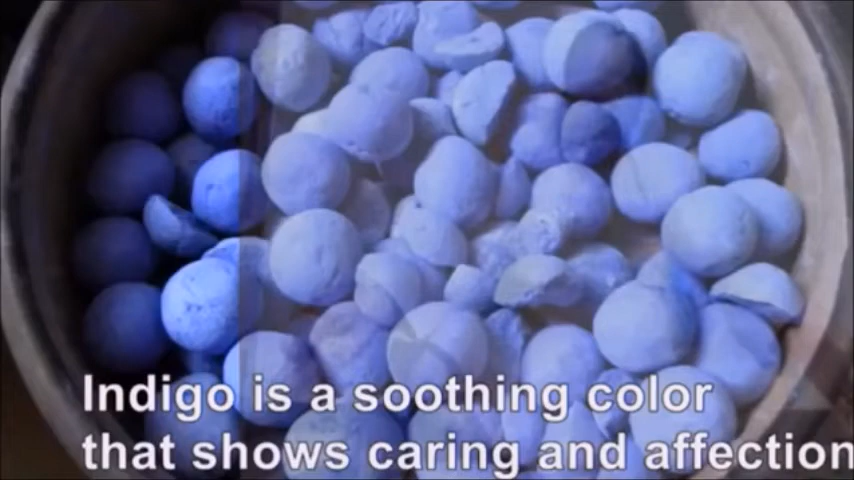 Indigo is a soothing color
that shows caring and affection